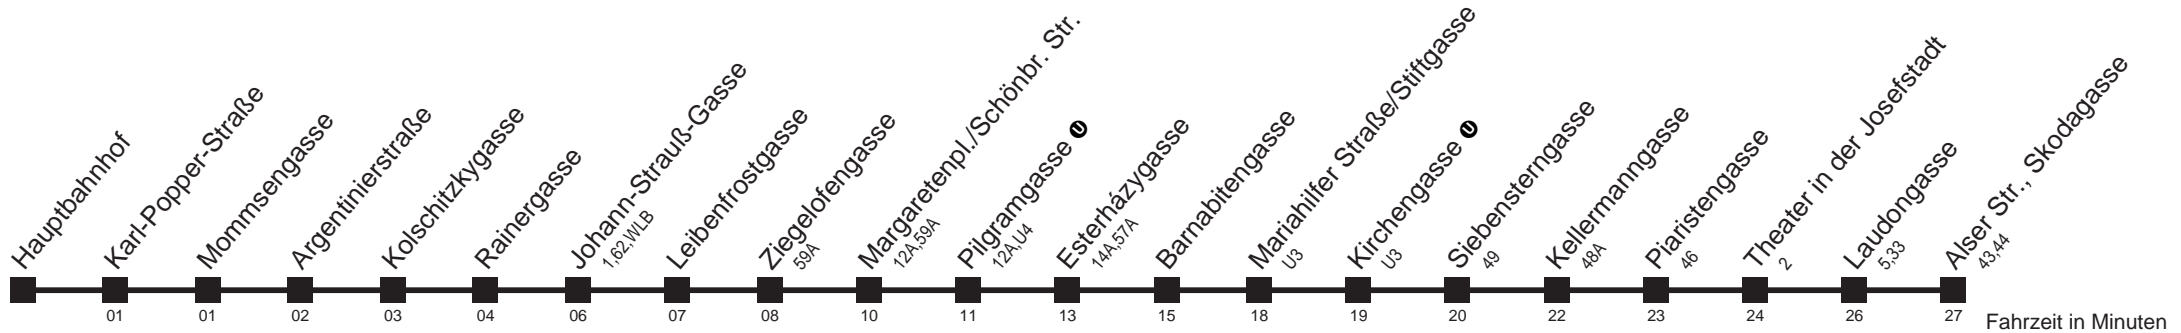 Hauptbahnhof
Karl-Popper-Straße
01
Mommsengasse
01
Argentinierstraße
02
Kolschitzkygasse
03
Rainergasse
04
Johann-Strauß-Gasse
1,62,WLB
06
Leibenfrostgasse
07
Ziegelofengasse
59A
08
Margaretenpl./Schönbr. Str.
12A,59A
10
Pilgramgasse U
12A,U4
11
Esterházygasse
14A,57A
13
Barnabitengasse
15
Mariahilfer Straße/Stiftgasse
U3
18
Kirchengasse U
U3
19
Siebensterngasse
49
20
Kellermanngasse
48A
22
Piaristengasse
46
23
Theater in der Josefstadt
2
24
Laudongasse
5,33
26
Alser Str., Skodagasse
43,44
27
Fahrzeit in Minuten